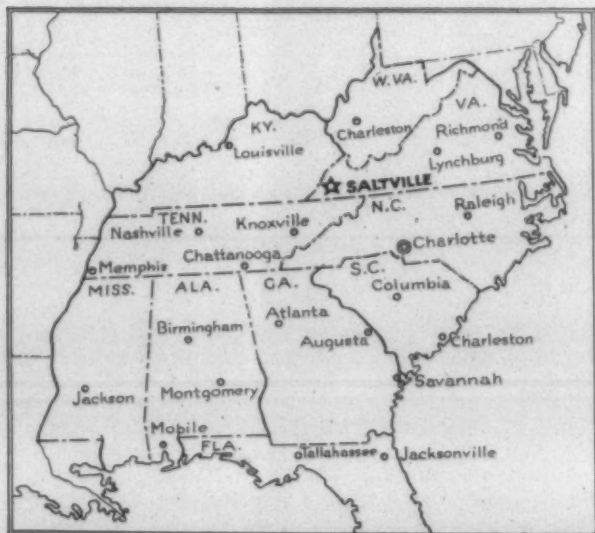 W.VA.
KY.
Charleston
VA.
Richmond
Louisville
Lynchburg
SALTVILLE
TENN.
N.C.
Nashville
Knoxville
Raleigh
Charlotte
Chattanooga
S.C.
Memphis
MISS.
ALA.
GA.
Columbia
Atlanta
Birmingham
Augusta
Charleston
Savannah
Jackson
Montgomery
Mobile
FLA.
Tallahassee
Jacksonville